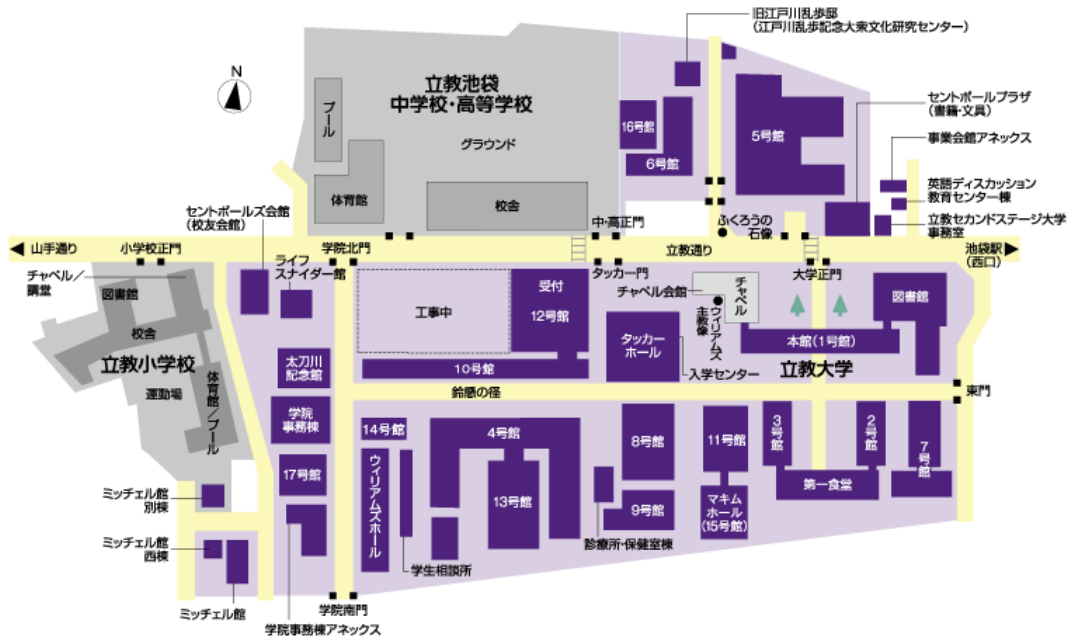 旧江戸川乱歩邸
(江戸川乱歩記念大衆文化研究センター)
N
立教池袋
中学校・高等学校
プール
グラウンド
体育館
校舎
16号館
6号館
5号館
セントポールプラザ
(書籍・文具)
事業会館アネックス
英語ディスカッション
教育センター棟
立教セカンドステージ大学
事務室
セントポールズ会館
(校友会館)
中・高正門
ふくろうの
石像
山手通り
小学校正門
学院北門
立教通り
池袋駅
(西口)
チャペル/
講堂
図書館
校舎
立教小学校
運動場
体育館/プール
ライフ
スナイダー館
タッカー門
大学正門
工事中
受付
12号館
チャペル会館
チャペル
ウィリアムズ
主教像
図書館
タッカー
ホール
本館(1号館)
入学センター
立教大学
太刀川
記念館
10号館
鈴懸の径
東門
学院
事務棟
14号館
4号館
8号館
11号館
3号館
2号館
7号館
17号館
ウィリアムズホール
13号館
9号館
マキム
ホール
(15号館)
第一食堂
ミッチェル館
別棟
ミッチェル館
西棟
ミッチェル館
学院事務棟アネックス
学院南門
学生相談所
診療所・保健室棟